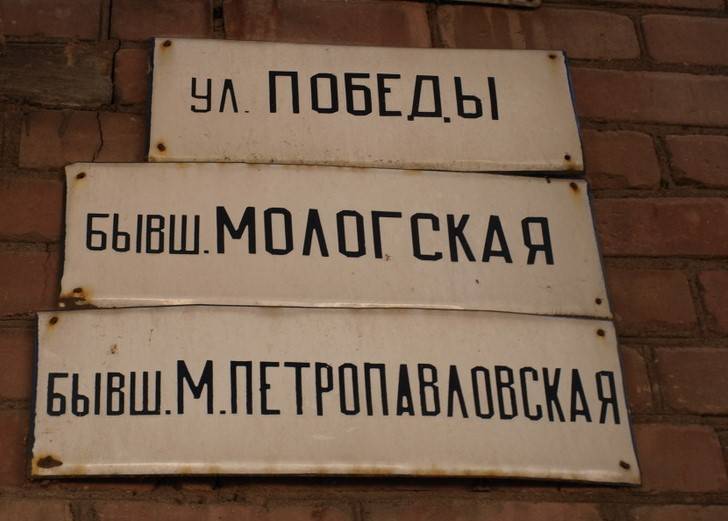 ул. ПОБЕДЫ
бывш. МОЛОГСКАЯ
бывш. М. ПЕТРОПАВЛОВСКАЯ